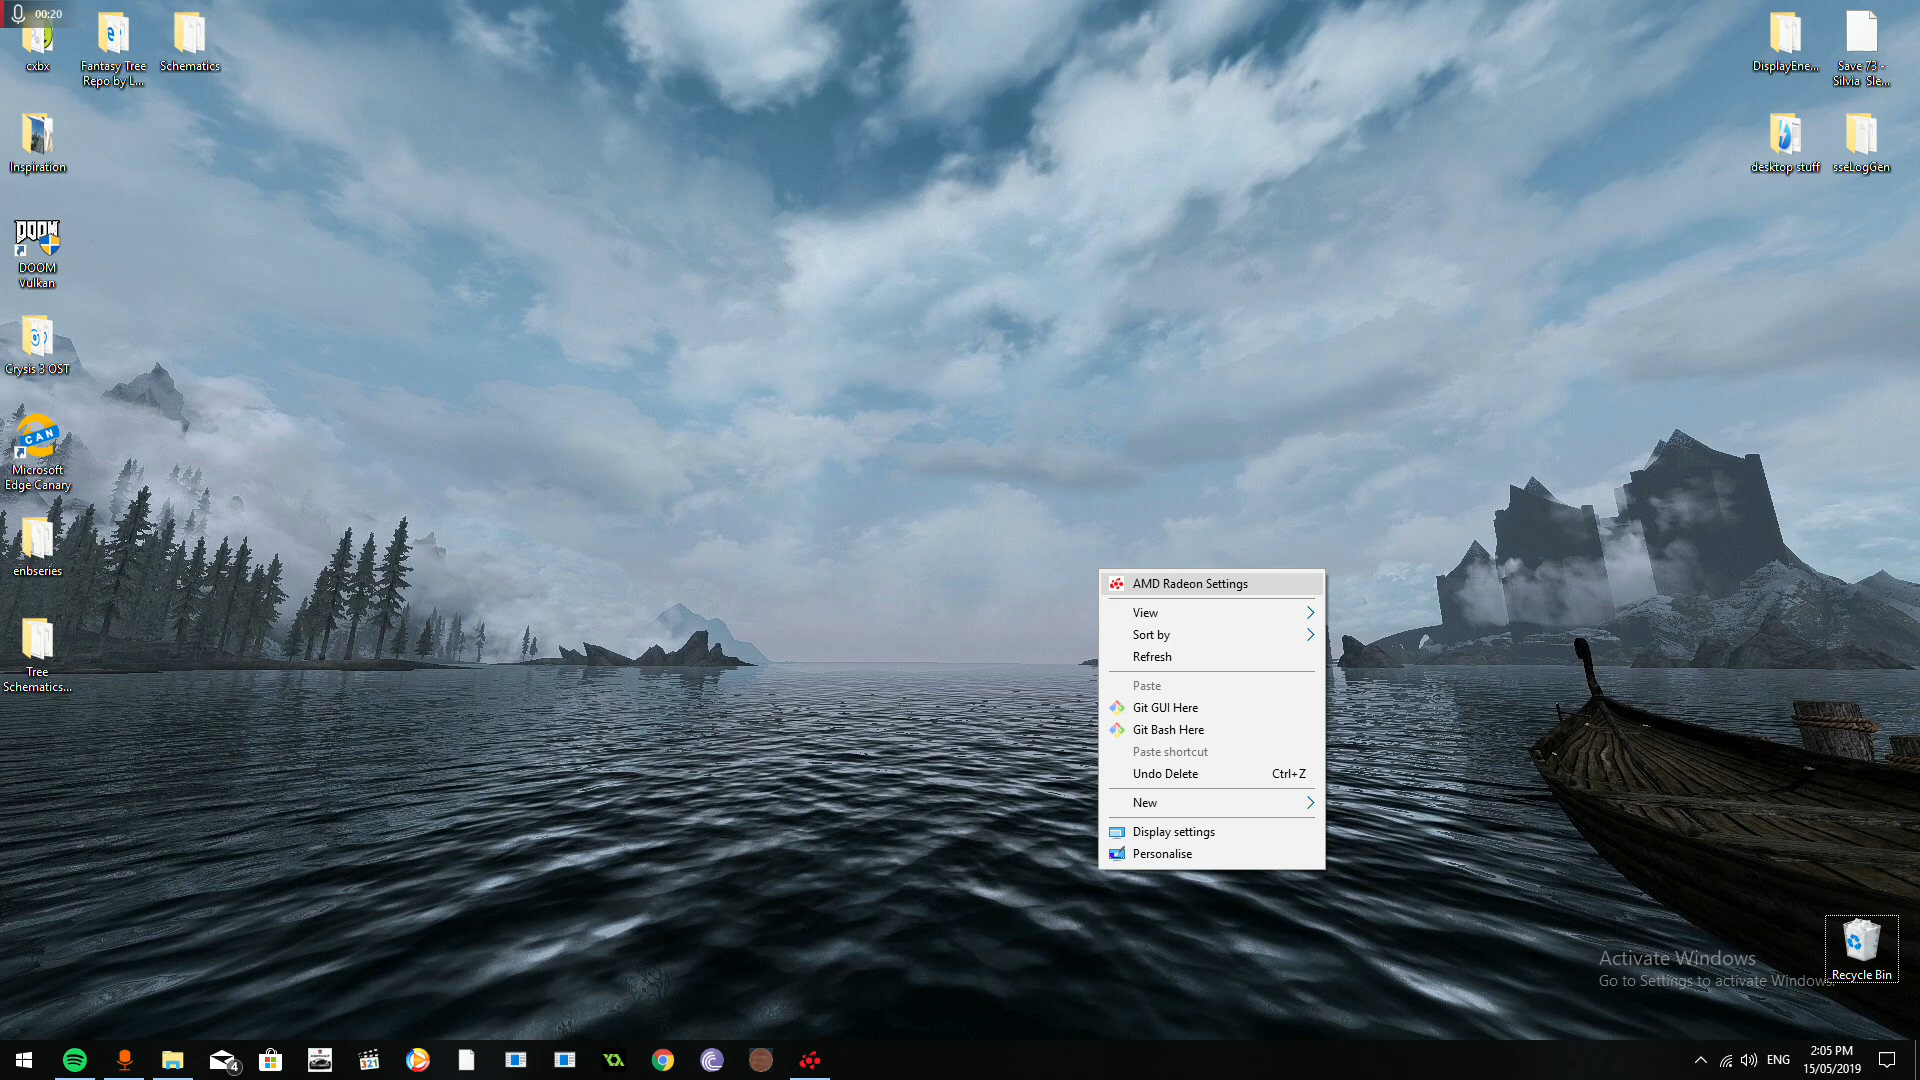 00:20
cxbx
Fantasy Tree
Repo by L...
Schematics
Inspiration
DOOM
DOOM
Vulkan
Crysis 3 OST
CAN
Microsoft
Edge Canary
enbseries
Tree
Schematics...
DisplayEne...
Save 73 -
Silvia Sle...
desktop stuff
sseLogGen
AMD Radeon Settings
View
Sort by
Refresh
Paste
Git GUI Here
Git Bash Here
Paste shortcut
Undo Delete Ctrl+Z
New
Display settings
Personalise
Activate Windows
Go to Settings to activate Windows.
Recycle Bin
4
321
ENG
2:05 PM
15/05/2019